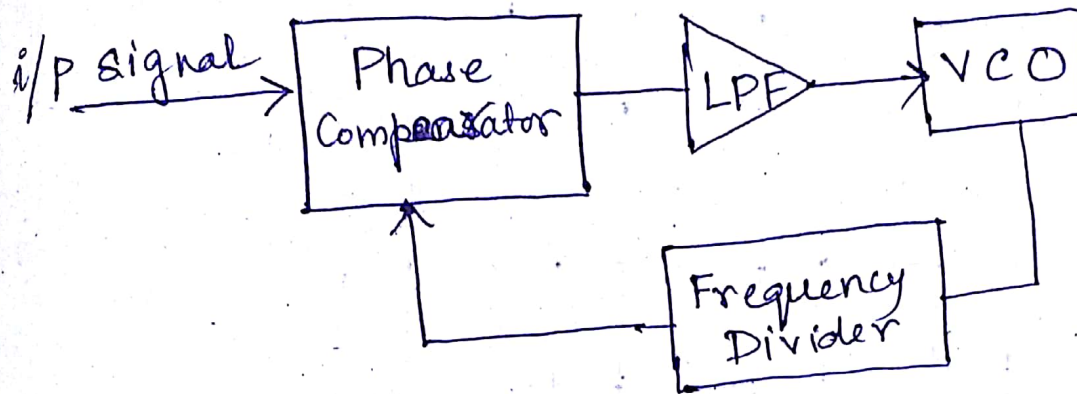 i/p signal
Phase
Comparator
LPF
VCO
Frequency
Divider